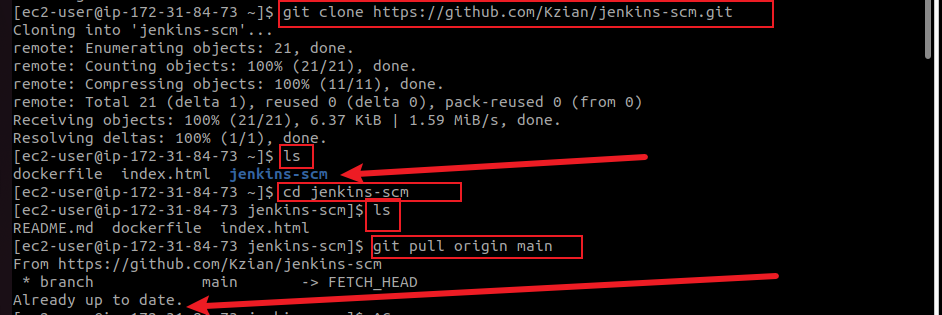 [ec2-user@ip-172-31-84-73 ~]$ git clone https://github.com/Kzian/jenkins-scm.git
Cloning into 'jenkins-scm'...
remote: Enumerating objects: 21, done.
remote: Counting objects: 100% (21/21), done.
remote: Compressing objects: 100% (11/11), done.
remote: Total 21 (delta 1), reused 0 (delta 0), pack-reused 0 (from 0)
Receiving objects: 100% (21/21), 6.37 KiB | 1.59 MiB/s, done.
Resolving deltas: 100% (1/1), done.
[ec2-user@ip-172-31-84-73 ~]$ ls
dockerfile  index.html  jenkins-scm
[ec2-user@ip-172-31-84-73 ~]$ cd jenkins-scm
[ec2-user@ip-172-31-84-73 jenkins-scm]$ ls
README.md  dockerfile  index.html
[ec2-user@ip-172-31-84-73 jenkins-scm]$ git pull origin main
From https://github.com/Kzian/jenkins-scm
 * branch            main       -> FETCH_HEAD
Already up to date.